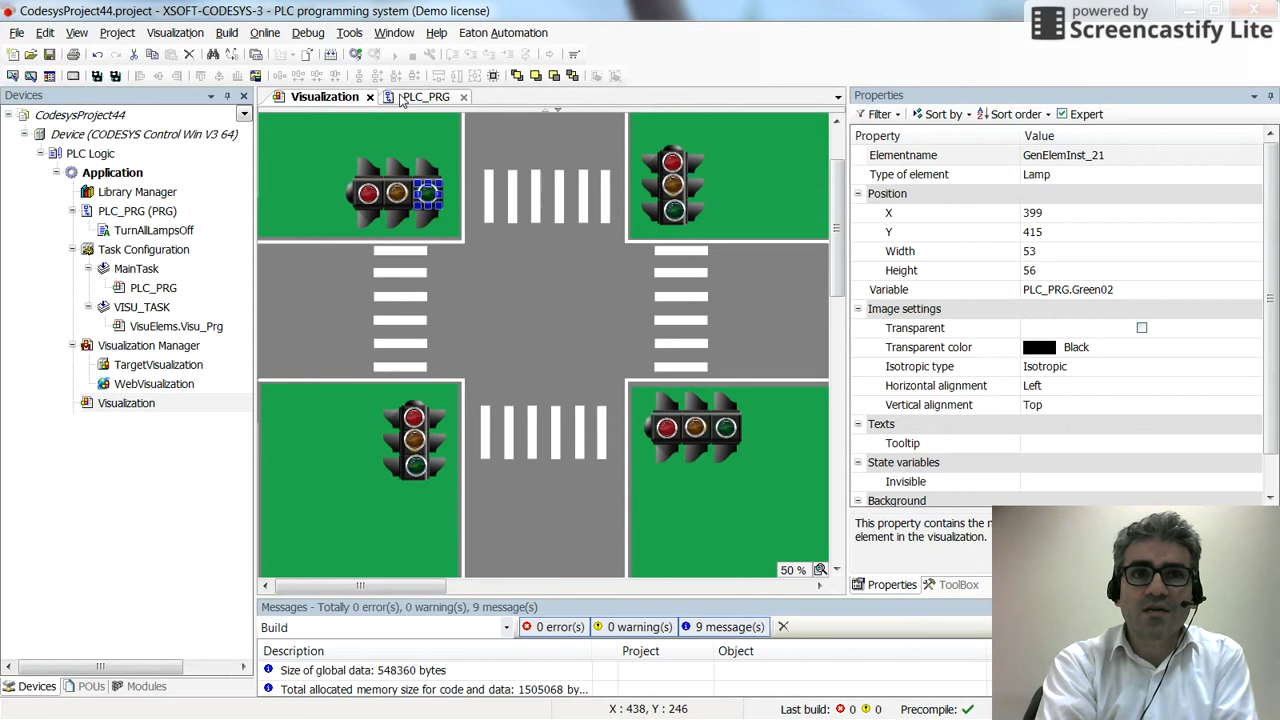 CodesysProject44.project - XSOFT-CODESYS-3 - PLC programming system (Demo license)
powered by
Screencastify Lite
File Edit View Project Visualization Build Online Debug Tools Window Help Eaton Automation
Devices
CodesysProject44
Device (CODESYS Control Win V3 64)
PLC Logic
Application
Library Manager
PLC_PRG (PRG)
TurnAllLampsOff
Task Configuration
MainTask
PLC_PRG
VISU_TASK
VisuElems.Visu_Prg
Visualization Manager
TargetVisualization
WebVisualization
Visualization
Devices POUs Modules
Visualization PLC_PRG
50 %
Properties
Filter Sort by Sort order Expert
Property Value
Elementname GenElemInst_21
Type of element Lamp
Position
X 399
Y 415
Width 53
Height 56
Variable PLC_PRG.Green02
Image settings
Transparent
Transparent color Black
Isotropic type Isotropic
Horizontal alignment Left
Vertical alignment Top
Texts
Tooltip
State variables
Invisible
Background
This property contains the n
element in the visualization.
Properties ToolBox
Messages - Totally 0 error(s), 0 warning(s), 9 message(s)
Build 0 error(s) 0 warning(s) 9 message(s)
Description Project Object
Size of global data: 548360 bytes
Total allocated memory size for code and data: 1505068 by...
X : 438, Y : 246 Last build: 0 0 Precompile: